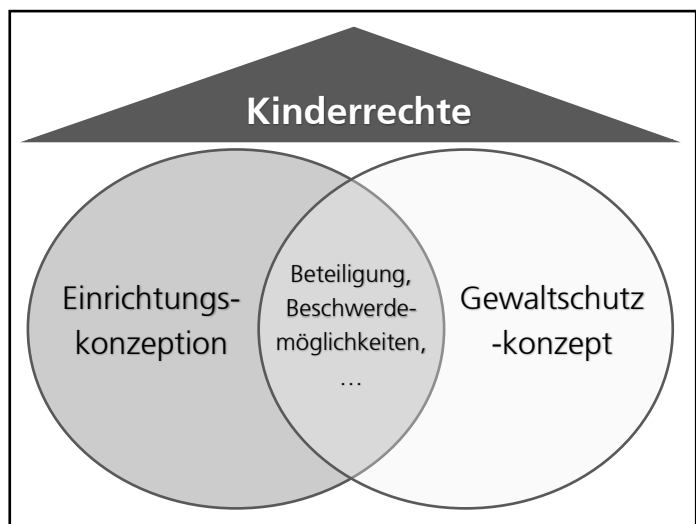 Kinderrechte
Einrichtungs-
konzeption
Beteiligung,
Beschwerde-
möglichkeiten,
…
Gewaltschutz
-konzept